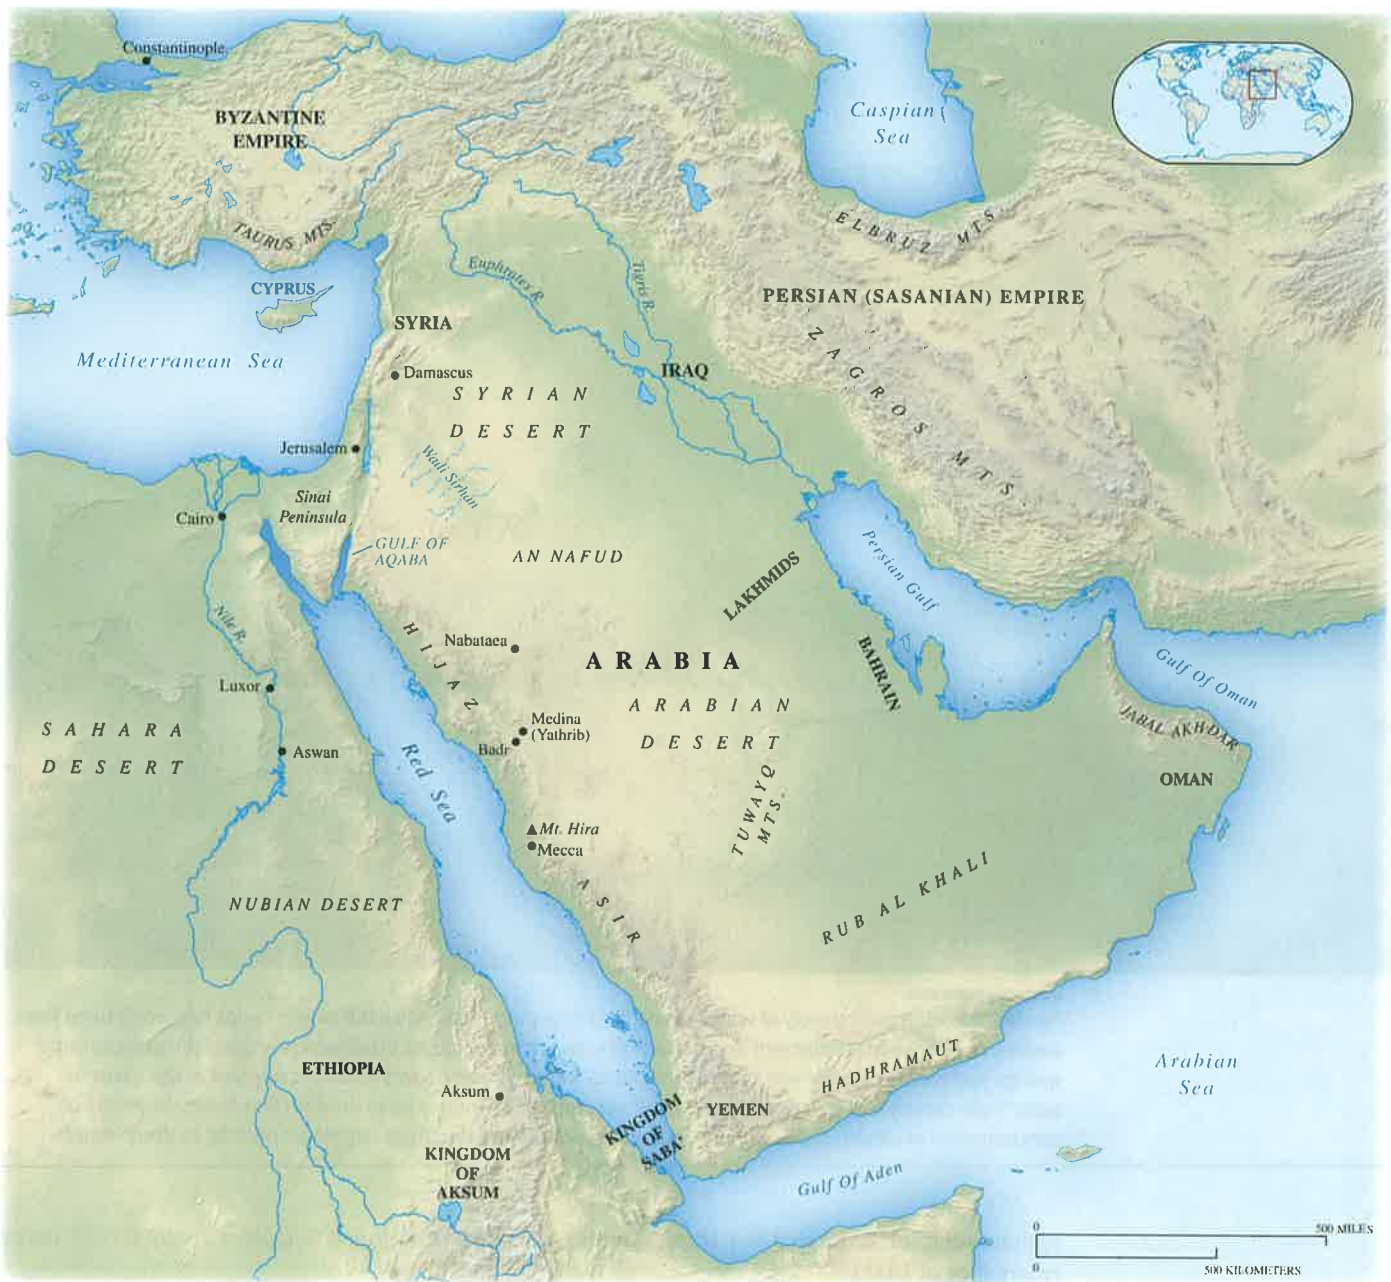 Constantinople
BYZANTINE
EMPIRE
Caspian
Sea
TAURUS MTS.
ELBRUZ MTS
Euphrates R.
Tigris R.
CYPRUS
PERSIAN (SASANIAN) EMPIRE
SYRIA
Mediterranean Sea
ZAGROS MTS
IRAQ
Damascus
SYRIAN
DESERT
Jerusalem
Wadi Sirhan
Sinai
Peninsula
Cairo
GULF OF
AQABA
AN NAFUD
Persian Gulf
LAKHMIDS
Nile R.
HIJAZ
Nabataea
ARABIA
BAHRAIN
Gulf Of Oman
Luxor
ARABIAN
DESERT
JABAL AKHDAR
SAHARA
DESERT
Medina
(Yathrib)
Badr
Aswan
Red Sea
OMAN
TUWAYQ
MTS.
Mt. Hira
Mecca
ASIR
RUB AL KHALI
NUBIAN DESERT
ETHIOPIA
HADHRAMAUT
Arabian
Sea
Aksum
YEMEN
KINGDOM
OF
SABA'
KINGDOM
OF
AKSUM
Gulf Of Aden
0
500 MILES
0
500 KILOMETERS